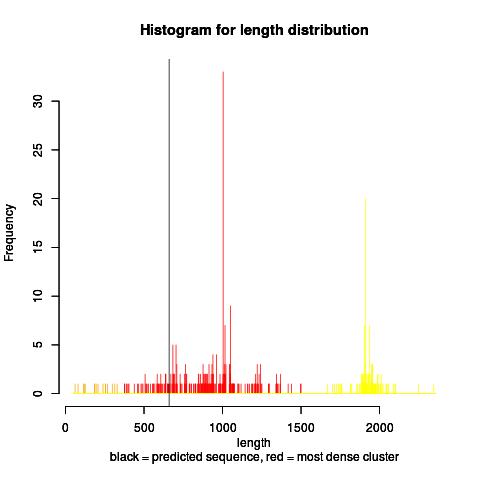 Histogram for length distribution
30
25
20
15
10
5
0
Frequency
0 500 1000 1500 2000
length
black = predicted sequence, red = most dense cluster